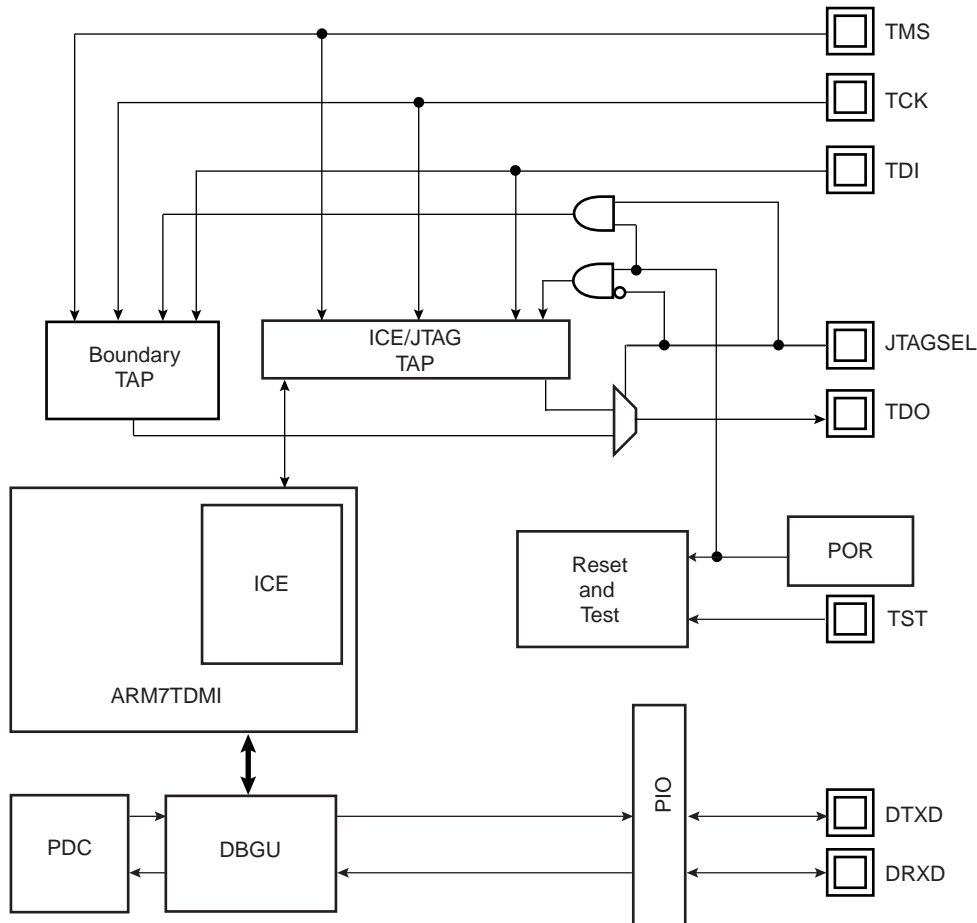 TMS
TCK
TDI
Boundary
TAP
ICE/JTAG
TAP
JTAGSEL
TDO
ICE
ARM7TDMI
Reset
and
Test
POR
TST
PDC
DBGU
PIO
DTXD
DRXD